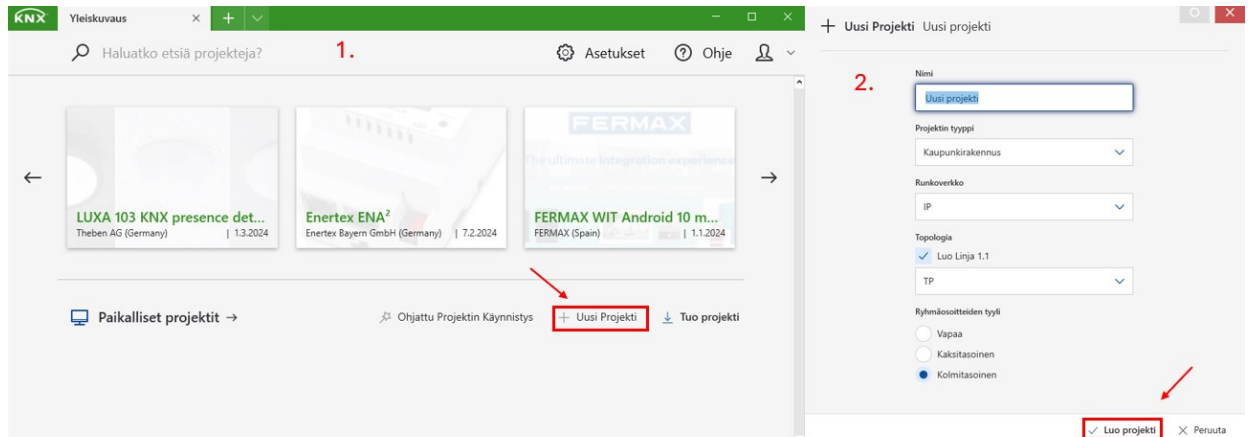 KNX Yleiskuvaus
Haluatko etsiä projekteja?
1.
Asetukset
Ohje
FERMAX
The ultimate integration experience
LUXA 103 KNX presence det...
Theben AG (Germany) | 1.3.2024
Enertex ENA²
Enertex Bayern GmbH (Germany) | 7.2.2024
FERMAX WIT Android 10 m...
FERMAX (Spain) | 1.1.2024
Paikalliset projektit →
Ohjattu Projektin Käynnistys
+ Uusi Projekti
Tuo projekti
+ Uusi Projekti Uusi projekti
2.
Nimi
Uusi projekti
Projektin tyyppi
Kaupunkirakennus
Runkoverkko
IP
Topologia
Luo Linja 1.1
TP
Ryhmäosoitteiden tyyli
Vapaa
Kaksitasoinen
Kolmitasoinen
Luo projekti
Peruuta